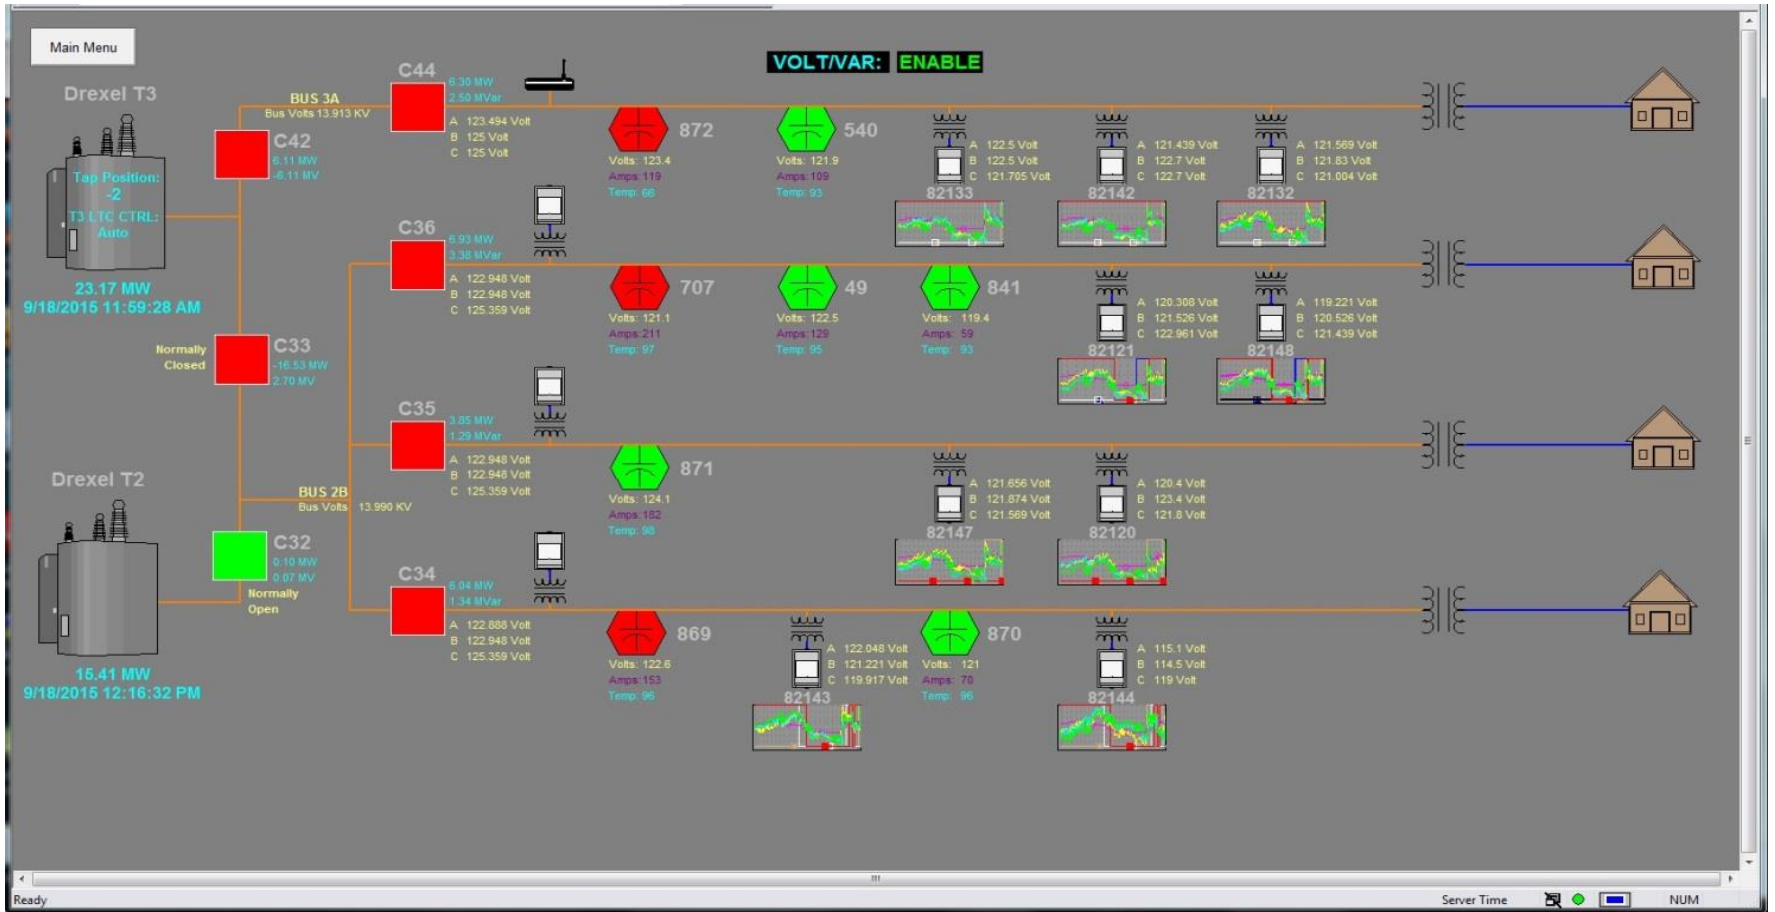 Main Menu
VOLT/VAR: ENABLE
Drexel T3
Tap Position:
-2
T3 LTC CTRL:
Auto
23.17 MW
9/18/2015 11:59:28 AM
BUS 3A
Bus Volts 13.913 KV
C42
6.11 MW
-6.11 MV
C44
6.30 MW
2.50 MVar
A 123.494 Volt
B 125 Volt
C 125 Volt
872
Volts: 123.4
Amps: 119
Temp: 66
540
Volts: 121.9
Amps: 109
Temp: 93
A 122.5 Volt
B 122.5 Volt
C 121.705 Volt
82133
A 121.439 Volt
B 122.7 Volt
C 122.7 Volt
82142
A 121.569 Volt
B 121.83 Volt
C 121.004 Volt
82132
C36
6.93 MW
3.38 MVar
A 122.948 Volt
B 122.948 Volt
C 125.359 Volt
707
Volts: 121.1
Amps: 211
Temp: 97
49
Volts: 122.5
Amps: 129
Temp: 95
841
Volts: 119.4
Amps: 59
Temp: 93
A 120.308 Volt
B 121.526 Volt
C 122.961 Volt
82121
A 119.221 Volt
B 120.526 Volt
C 121.439 Volt
82148
Normally
Closed
C33
-16.53 MW
2.70 MV
C35
3.85 MW
1.29 MVar
A 122.948 Volt
B 122.948 Volt
C 125.359 Volt
871
Volts: 124.1
Amps: 182
Temp: 98
A 121.656 Volt
B 121.874 Volt
C 121.569 Volt
82147
A 120.4 Volt
B 123.4 Volt
C 121.8 Volt
82120
Drexel T2
BUS 2B
Bus Volts 13.990 KV
C32
0.10 MW
0.07 MV
Normally
Open
15.41 MW
9/18/2015 12:16:32 PM
C34
6.04 MW
1.34 MVar
A 122.888 Volt
B 122.948 Volt
C 125.359 Volt
869
Volts: 122.6
Amps: 153
Temp: 96
A 122.048 Volt
B 121.221 Volt
C 119.917 Volt
82143
870
Volts: 121
Amps: 70
Temp: 96
A 115.1 Volt
B 114.5 Volt
C 119 Volt
82144
Ready
Server Time
NUM